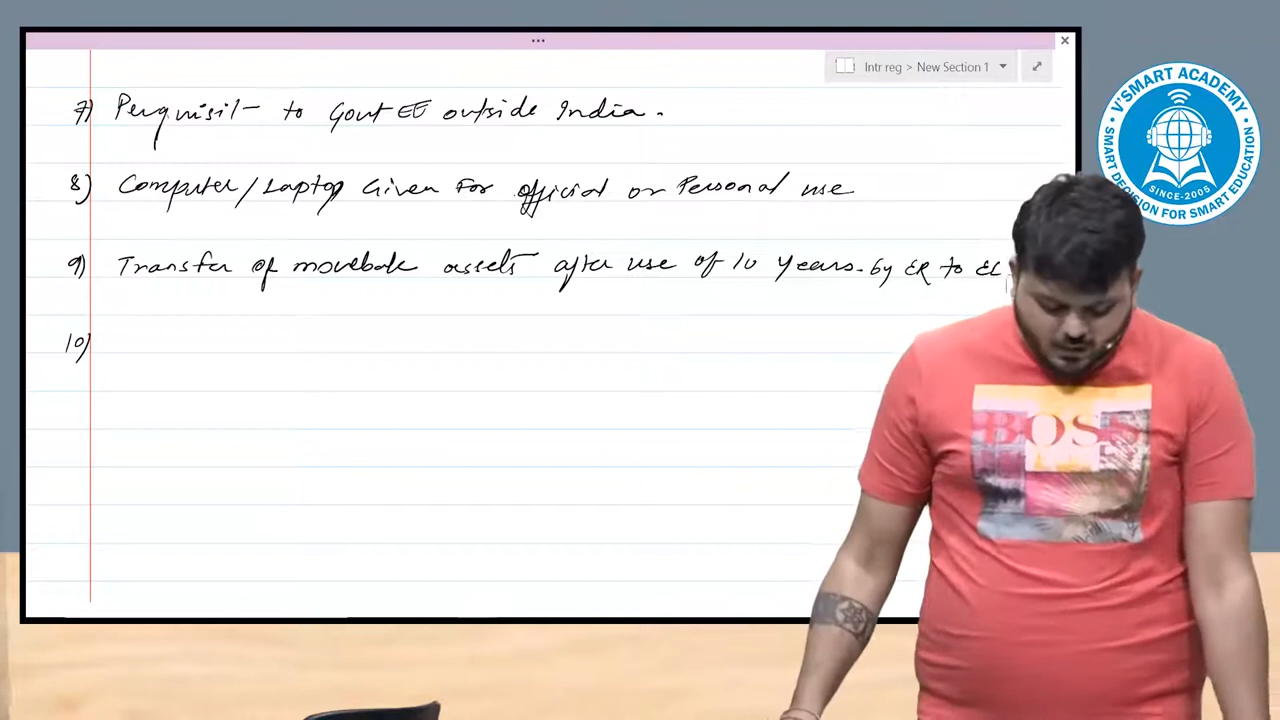 ...
Intr reg > New Section 1
7) Perquisit to Govt EE outside India.
8) Computer/Laptop Given For official or Personal use
9) Transfer of movebale assets after use of 10 years. by ER to EE
10)
V'SMART ACADEMY
SINCE-2005
SMART DECISION FOR SMART EDUCATION
BOSS